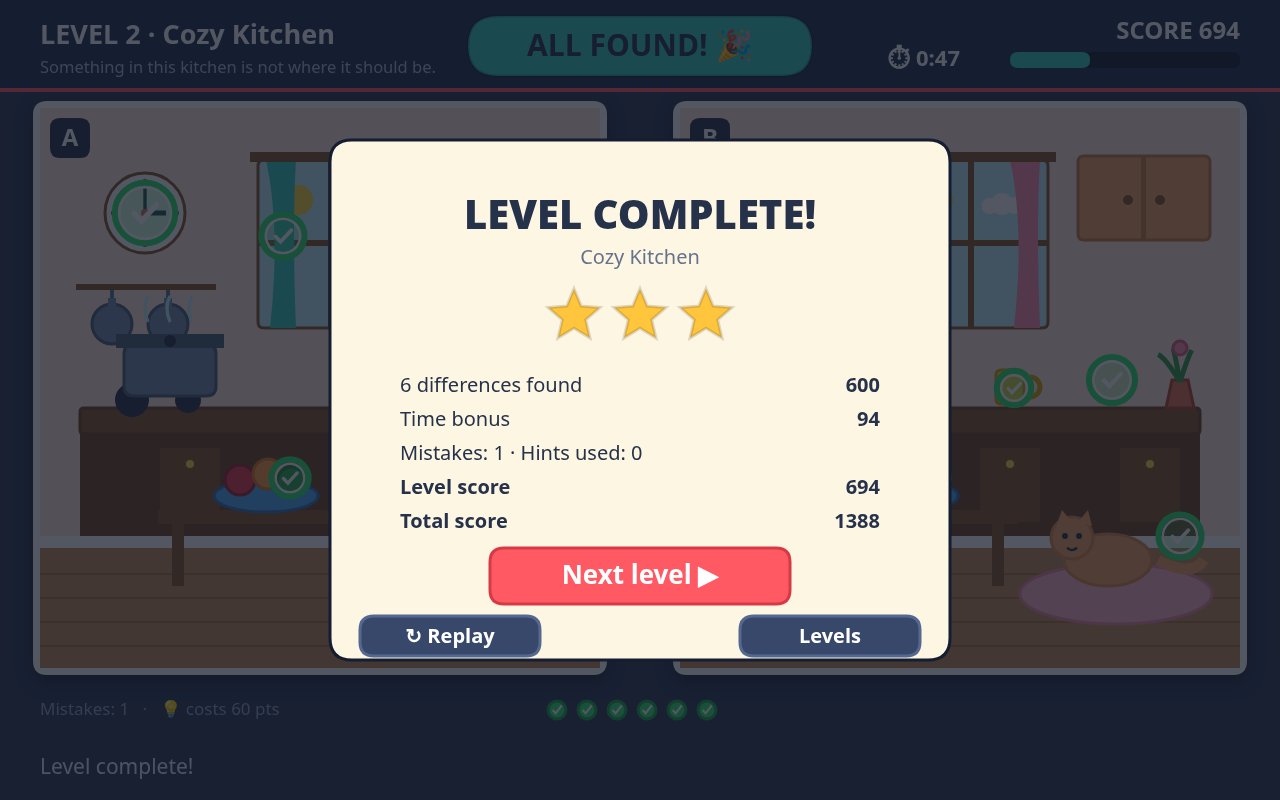 LEVEL 2 · Cozy Kitchen
Something in this kitchen is not where it should be.
ALL FOUND! 🎉
⏱ 0:47
SCORE 694
A
B
LEVEL COMPLETE!
Cozy Kitchen
6 differences found 600
Time bonus 94
Mistakes: 1 · Hints used: 0
Level score 694
Total score 1388
Next level ▶
↻ Replay
Levels
Mistakes: 1 · 💡 costs 60 pts
Level complete!